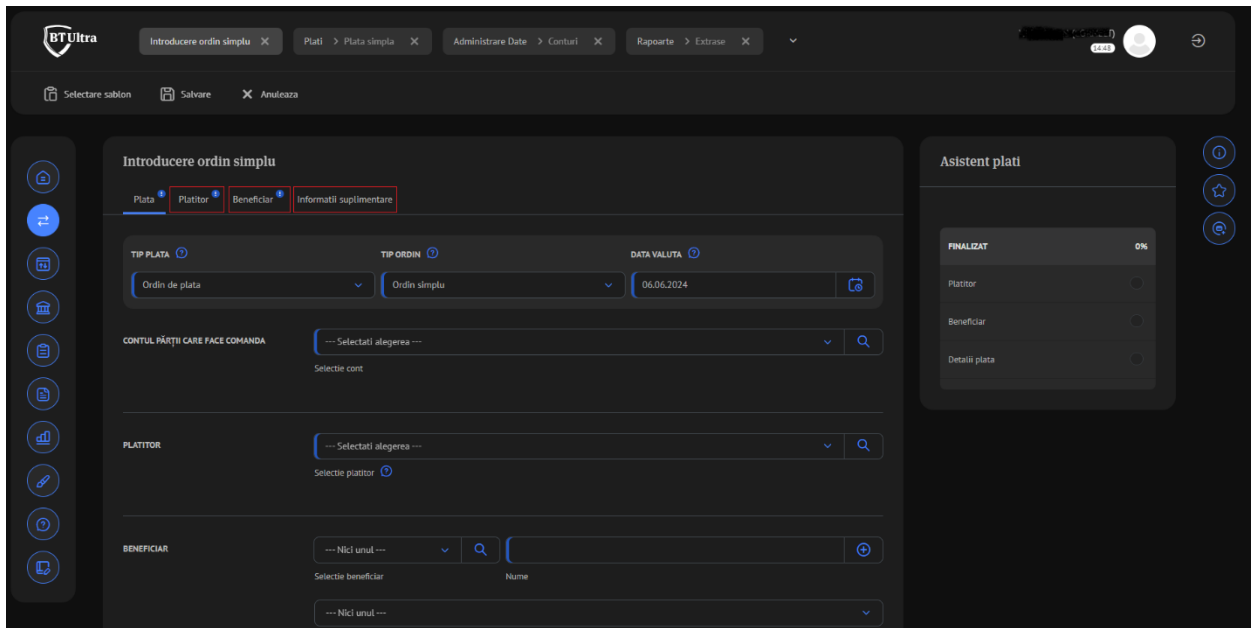 BT Ultra
Introducere ordin simplu
Plati > Plata simpla
Administrare Date > Conturi
Rapoarte > Extrase
14:48
Selectare sablon
Salvare
Anuleaza
Introducere ordin simplu
Plata
Platitor
Beneficiar
Informatii suplimentare
TIP PLATA
TIP ORDIN
DATA VALUTA
Ordin de plata
Ordin simplu
06.06.2024
CONTUL PĂRȚII CARE FACE COMANDA
--- Selectati alegerea ---
Selectie cont
PLATITOR
--- Selectati alegerea ---
Selectie platitor
BENEFICIAR
--- Nici unul ---
Selectie beneficiar
Nume
--- Nici unul ---
Asistent plati
FINALIZAT 0%
Platitor
Beneficiar
Detalii plata